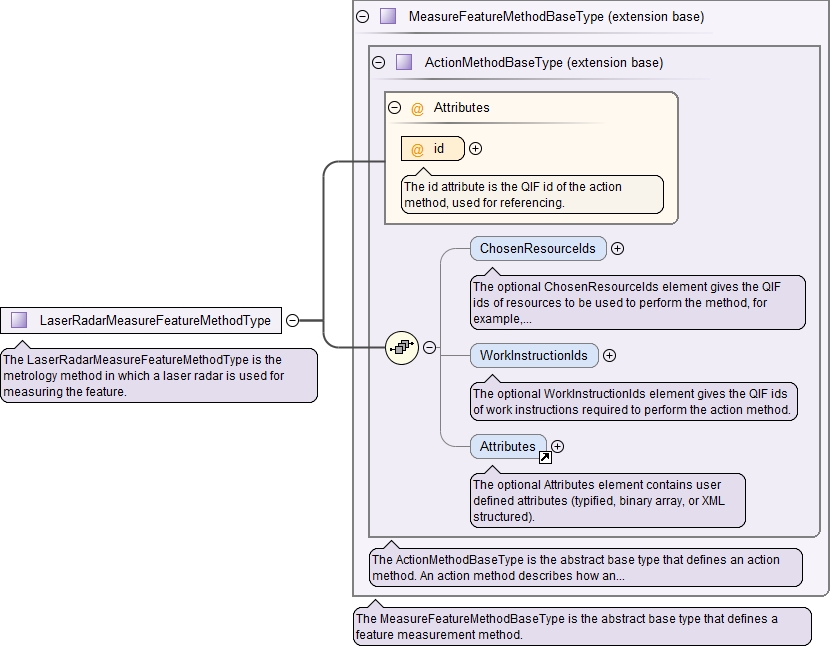 MeasureFeatureMethodBaseType (extension base)
ActionMethodBaseType (extension base)
@ Attributes
@ id
The id attribute is the QIF id of the action
method, used for referencing.
ChosenResourceIds
The optional ChosenResourceIds element gives the QIF
ids of resources to be used to perform the method, for
example,...
LaserRadarMeasureFeatureMethodType
The LaserRadarMeasureFeatureMethodType is the
metrology method in which a laser radar is used for
measuring the feature.
WorkInstructionIds
The optional WorkInstructionIds element gives the QIF ids
of work instructions required to perform the action method.
Attributes
The optional Attributes element contains user
defined attributes (typified, binary array, or XML
structured).
The ActionMethodBaseType is the abstract base type that defines an action
method. An action method describes how an...
The MeasureFeatureMethodBaseType is the abstract base type that defines a
feature measurement method.